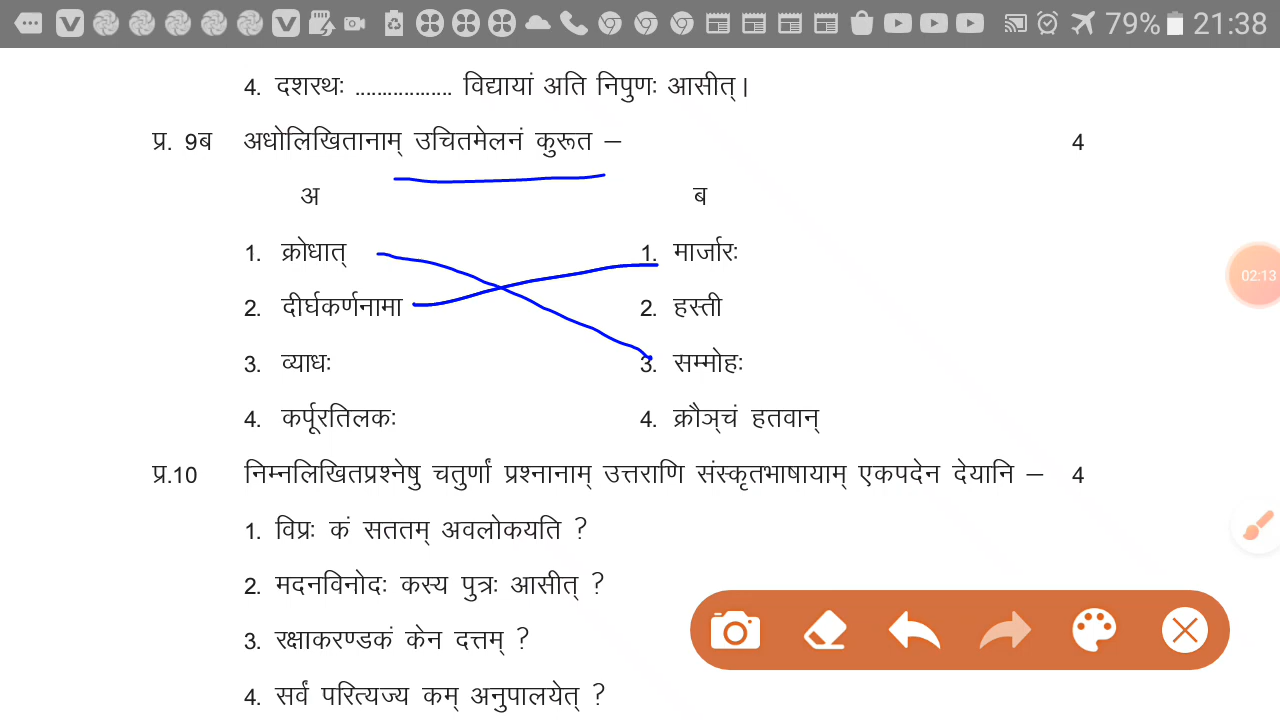 79% 21:38
4. दशरथः .................. विद्यायां अति निपुणः आसीत्।
प्र. 9ब अधोलिखितानाम् उचितमेलनं कुरूत – 4
अ ब
1. क्रोधात् 1. मार्जारः
2. दीर्घकर्णनामा 2. हस्ती
3. व्याधः 3. सम्मोहः
4. कर्पूरतिलकः 4. क्रौञ्चं हतवान्
प्र.10 निम्नलिखितप्रश्नेषु चतुर्णां प्रश्नानाम् उत्तराणि संस्कृतभाषायाम् एकपदेन देयानि – 4
1. विप्रः कं सततम् अवलोकयति ?
2. मदनविनोदः कस्य पुत्रः आसीत् ?
3. रक्षाकरण्डकं केन दत्तम् ?
4. सर्वं परित्यज्य कम् अनुपालयेत् ?
02:13